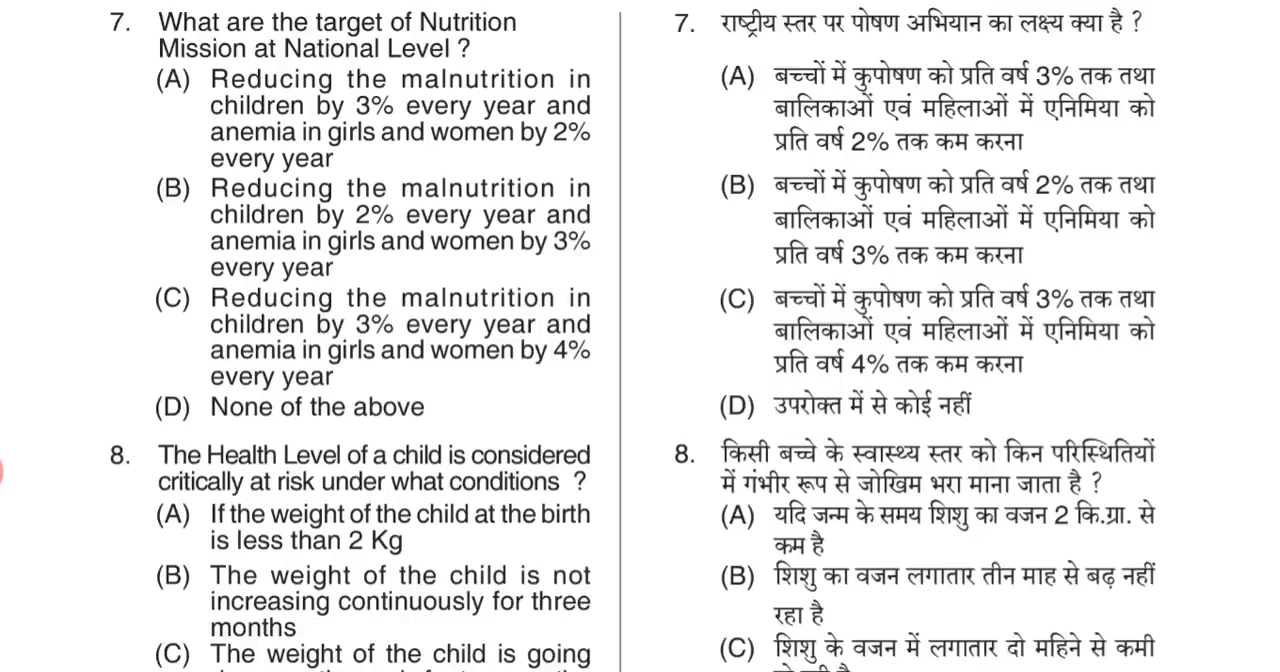 7. What are the target of Nutrition
Mission at National Level ?
(A) Reducing the malnutrition in
children by 3% every year and
anemia in girls and women by 2%
every year
(B) Reducing the malnutrition in
children by 2% every year and
anemia in girls and women by 3%
every year
(C) Reducing the malnutrition in
children by 3% every year and
anemia in girls and women by 4%
every year
(D) None of the above
8. The Health Level of a child is considered
critically at risk under what conditions ?
(A) If the weight of the child at the birth
is less than 2 Kg
(B) The weight of the child is not
increasing continuously for three
months
(C) The weight of the child is going
7. राष्ट्रीय स्तर पर पोषण अभियान का लक्ष्य क्या है ?
(A) बच्चों में कुपोषण को प्रति वर्ष 3% तक तथा
बालिकाओं एवं महिलाओं में एनिमिया को
प्रति वर्ष 2% तक कम करना
(B) बच्चों में कुपोषण को प्रति वर्ष 2% तक तथा
बालिकाओं एवं महिलाओं में एनिमिया को
प्रति वर्ष 3% तक कम करना
(C) बच्चों में कुपोषण को प्रति वर्ष 3% तक तथा
बालिकाओं एवं महिलाओं में एनिमिया को
प्रति वर्ष 4% तक कम करना
(D) उपरोक्त में से कोई नहीं
8. किसी बच्चे के स्वास्थ्य स्तर को किन परिस्थितियों
में गंभीर रूप से जोखिम भरा माना जाता है ?
(A) यदि जन्म के समय शिशु का वजन 2 कि.ग्रा. से
कम है
(B) शिशु का वजन लगातार तीन माह से बढ़ नहीं
रहा है
(C) शिशु के वजन में लगातार दो महिने से कमी